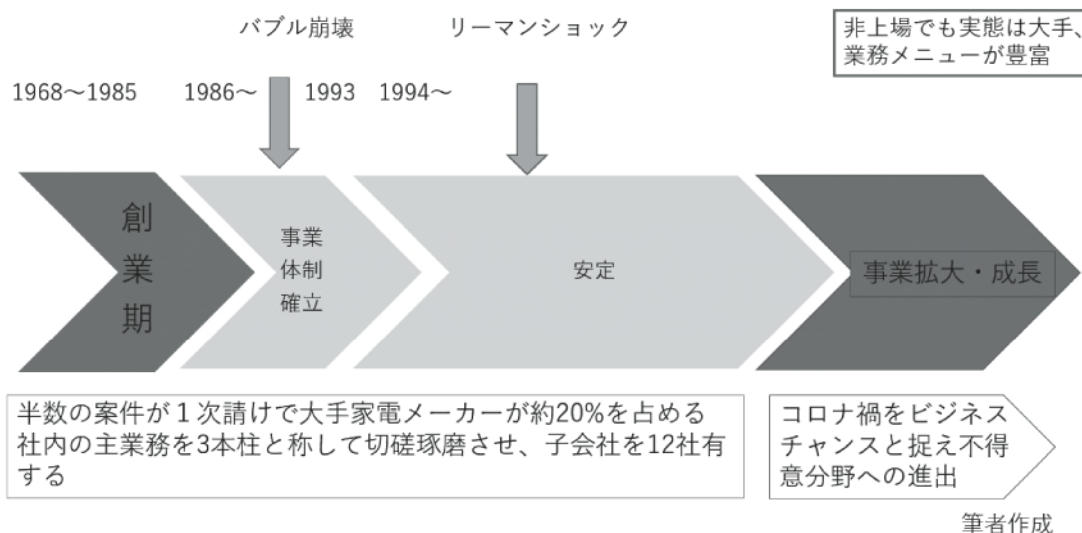 バブル崩壊
リーマンショック
非上場でも実態は大手、
業務メニューが豊富
1968〜1985
1986〜
1993
1994〜
創業期
事業
体制
確立
安定
事業拡大・成長
半数の案件が１次請けで大手家電メーカーが約20%を占める
社内の主業務を3本柱と称して切磋琢磨させ、子会社を12社有
する
コロナ禍をビジネス
チャンスと捉え不得
意分野への進出
筆者作成